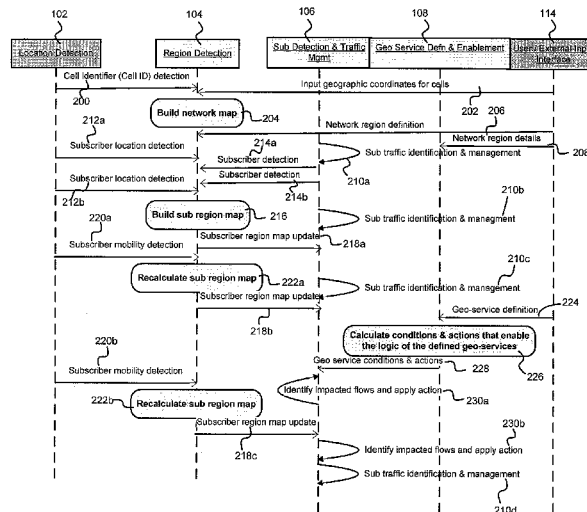 102
104
106
108
114
Location Detection
Region Detection
Sub Detection & Traffic
Mgmt
Geo Service Defn & Enablement
User / External-Inp
Interface
Cell Identifier (Cell ID) detection
200
Input geographic coordinates for cells
202
Build network map
204
206
Network region definition
Network region details
208
212a
Subscriber location detection
214a
Subscriber detection
Sub traffic identification & management
210a
Subscriber location detection
Subscriber detection
212b
214b
210b
Build sub region map
216
Sub traffic identification & managment
220a
Subscriber region map update
218a
Subscriber mobility detection
210c
Recalculate sub region map
222a
Sub traffic identification & management
Subscriber region map update
218b
224
Geo-service definition
Calculate conditions & actions that enable
the logic of the defined geo-services
226
220b
Geo service conditions & actions
228
Subscriber mobility detection
Identify impacted flows and apply action
230a
222b
Recalculate sub region map
Subscriber region map update
218c
230b
Identify impacted flows and apply action
Sub traffic identification & management
210d